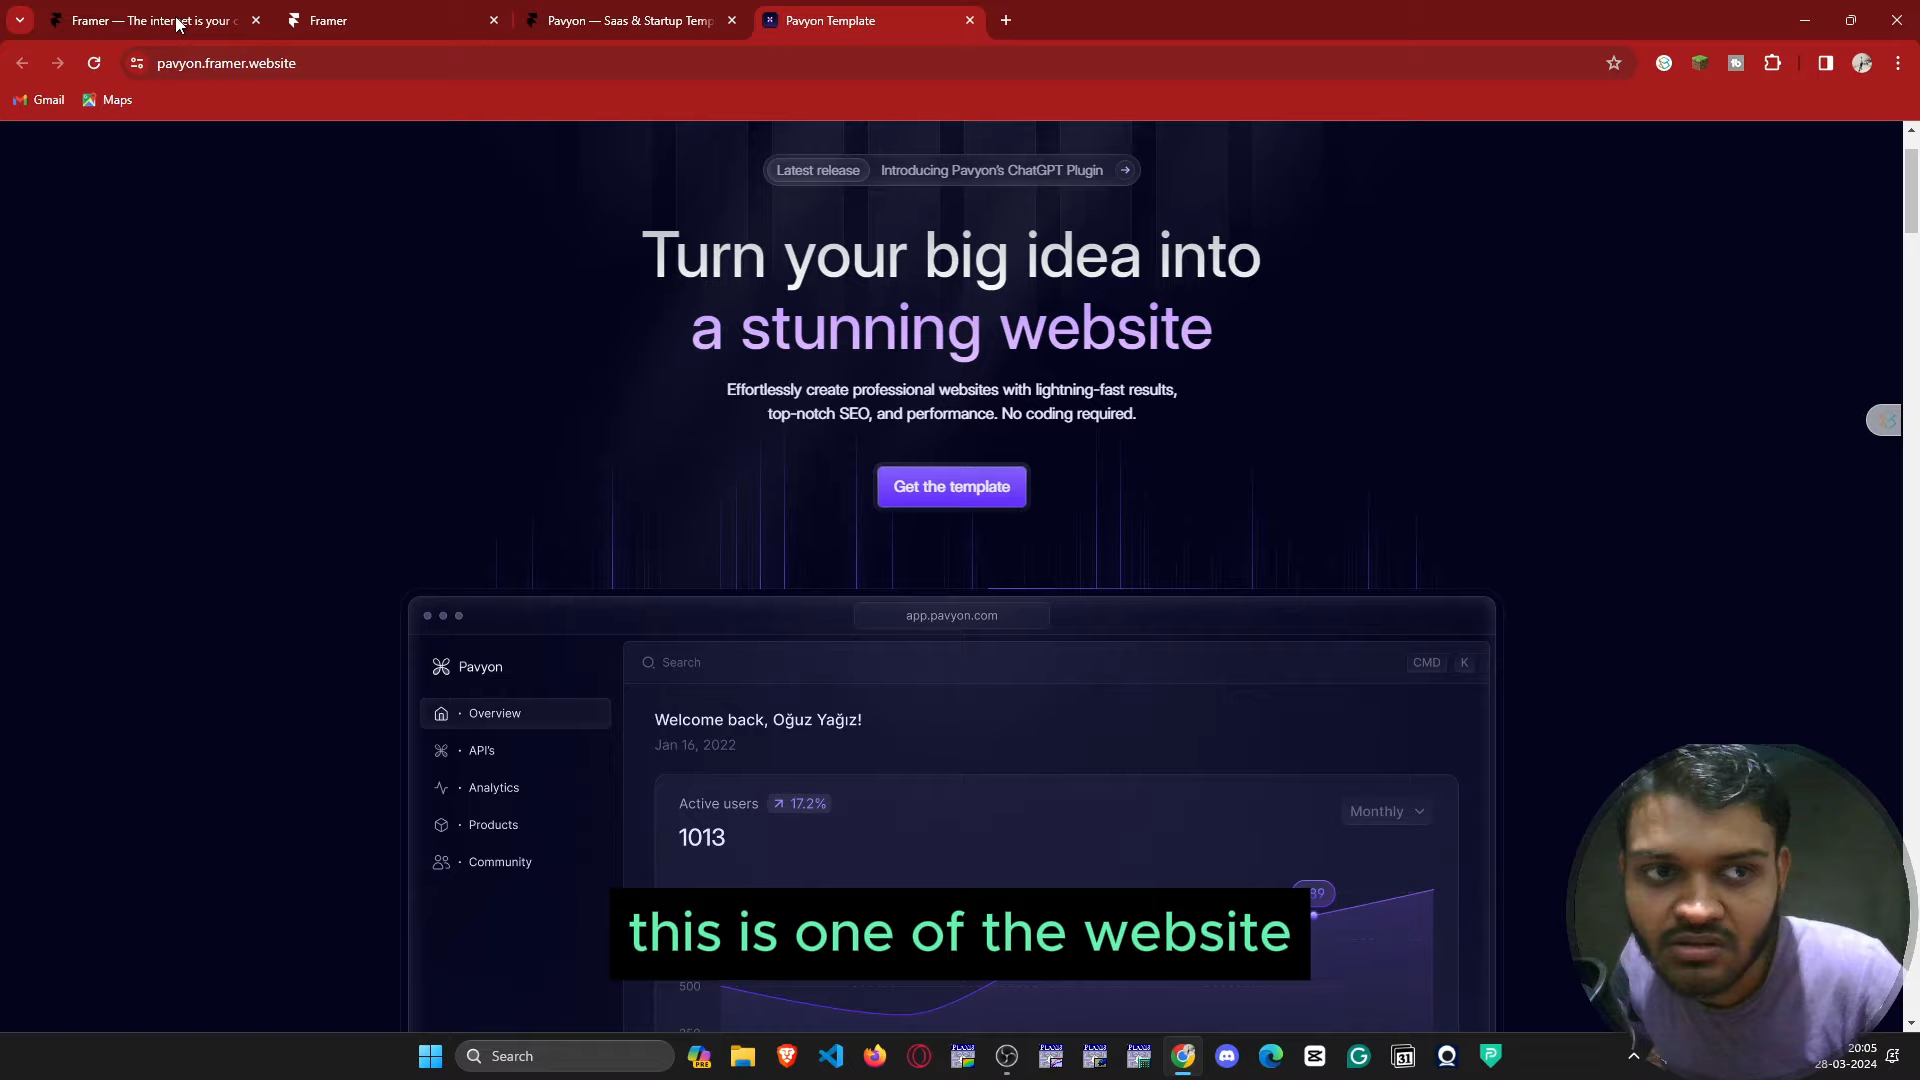 Framer — The internet is your c
Framer
Pavyon — Saas & Startup Temp
Pavyon Template
pavyon.framer.website
Gmail
Maps
Latest release
Introducing Pavyon's ChatGPT Plugin
Turn your big idea into
a stunning website
Effortlessly create professional websites with lightning-fast results,
top-notch SEO, and performance. No coding required.
Get the template
app.pavyon.com
Pavyon
Search
CMD K
Overview
API's
Analytics
Products
Community
Welcome back, Oğuz Yağız!
Jan 16, 2022
Active users
17.2%
1013
Monthly
89
this is one of the website
500
Search
PRE
31
20:05
28-03-2024